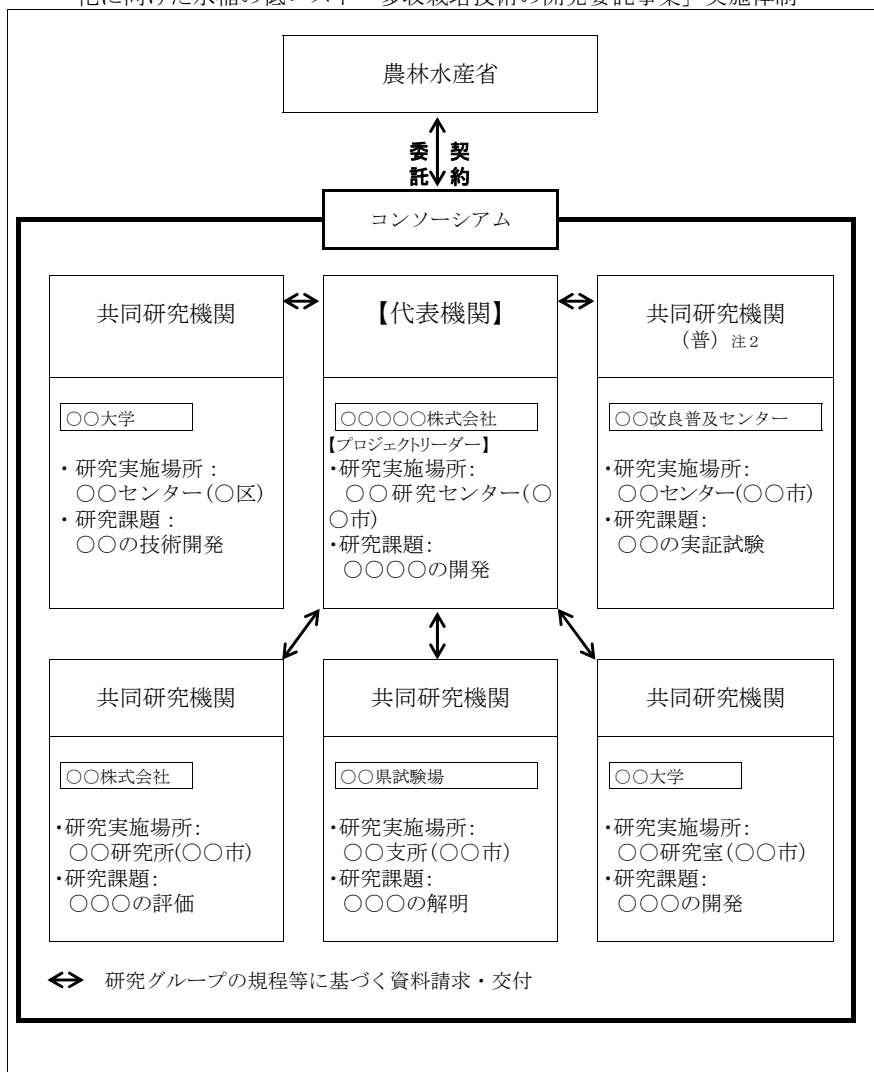 化に向けた水稲の低コスト・多収栽培技術の開発委託事業」実施体制
農林水産省
委託
契約
コンソーシアム
共同研究機関
○○大学
・研究実施場所:
○○センター(○区)
・研究課題:
○○の技術開発
【代表機関】
○○○○○株式会社
【プロジェクトリーダー】
・研究実施場所:
○○研究センター(○
○市)
・研究課題:
○○○○の開発
共同研究機関
(普)注2
○○改良普及センター
・研究実施場所:
○○センター(○○市)
・研究課題:
○○の実証試験
共同研究機関
○○株式会社
・研究実施場所:
○○研究所(○○市)
・研究課題:
○○○の評価
共同研究機関
○○県試験場
・研究実施場所:
○○支所(○○市)
・研究課題:
○○○の解明
共同研究機関
○○大学
・研究実施場所:
○○研究室(○○市)
・研究課題:
○○○の開発
研究グループの規程等に基づく資料請求・交付